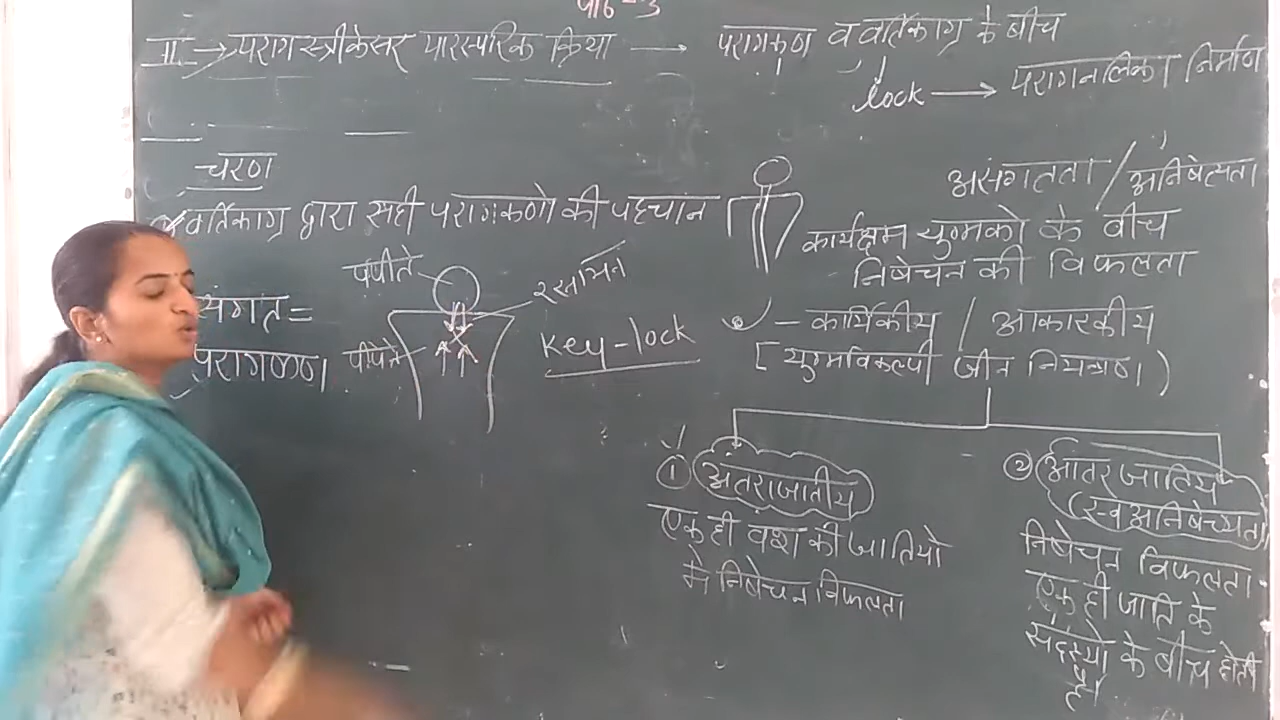 पाठ-3
III → परागस्त्रीकेसर पारस्परिक क्रिया → परागकण व वर्तिकाग्र के बीच
lock → परागनलिका निर्माण
चरण
वर्तिकाग्र द्वारा सही परागकणो की पहचान
संगत =
परागकण
पपीते
पपीते
रसायन
key-lock
असंगतता / अनिषेच्यता
कार्यक्षम युग्मको के बीच
निषेचन की विफलता
- कार्यिकीय / आकारकीय
[युग्मविकल्पी जीन नियंत्रण)
① अंतराजातीय
एक ही वंश की जातियो
मे निषेचन विफलता
② आंतरजातिय
(स्वअनिषेच्यता)
निषेचन विफलता -
एक ही जाति के
सदस्यो के बीच होती
है।